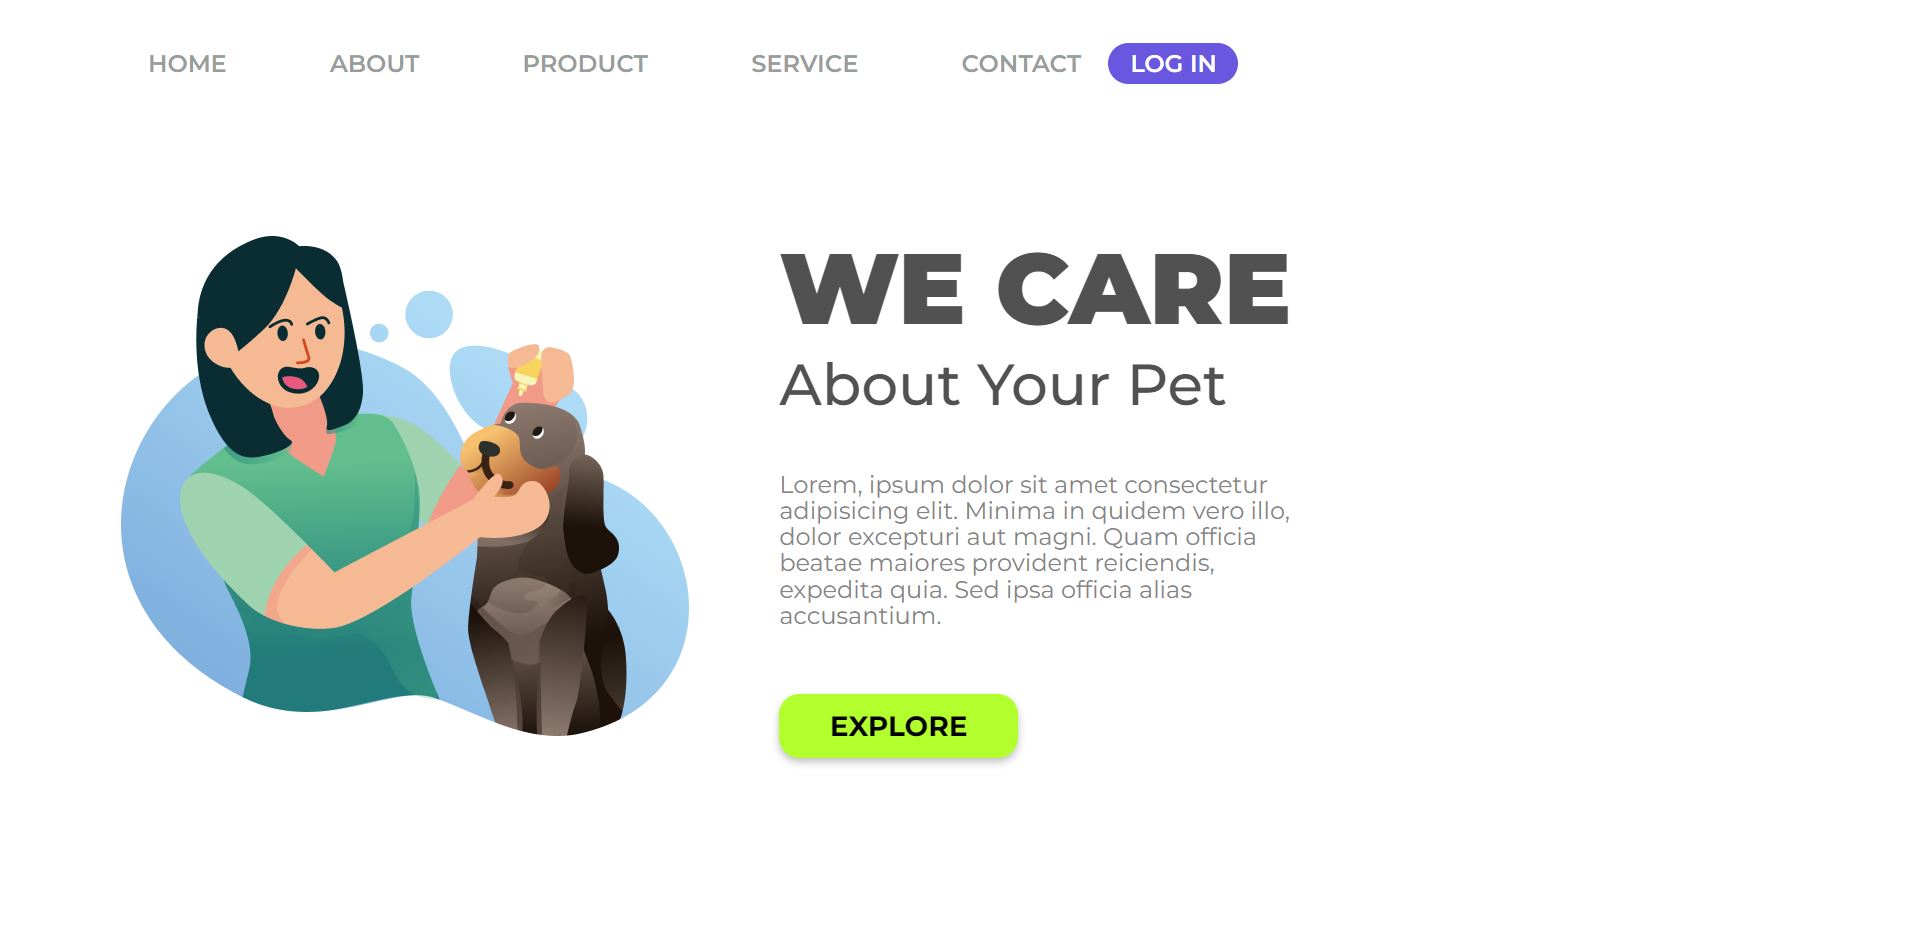 HOME ABOUT PRODUCT SERVICE CONTACT LOG IN
WE CARE
About Your Pet
Lorem, ipsum dolor sit amet consectetur
adipisicing elit. Minima in quidem vero illo,
dolor excepturi aut magni. Quam officia
beatae maiores provident reiciendis,
expedita quia. Sed ipsa officia alias
accusantium.
EXPLORE